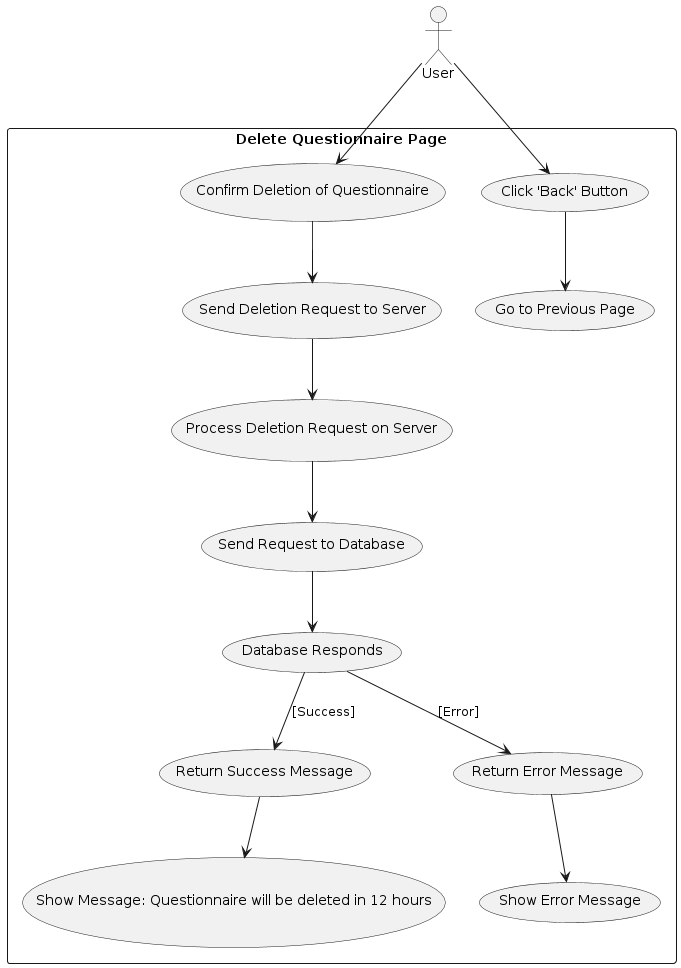 User
Delete Questionnaire Page
Confirm Deletion of Questionnaire
Click 'Back' Button
Send Deletion Request to Server
Go to Previous Page
Process Deletion Request on Server
Send Request to Database
Database Responds
[Success]
[Error]
Return Success Message
Return Error Message
Show Message: Questionnaire will be deleted in 12 hours
Show Error Message